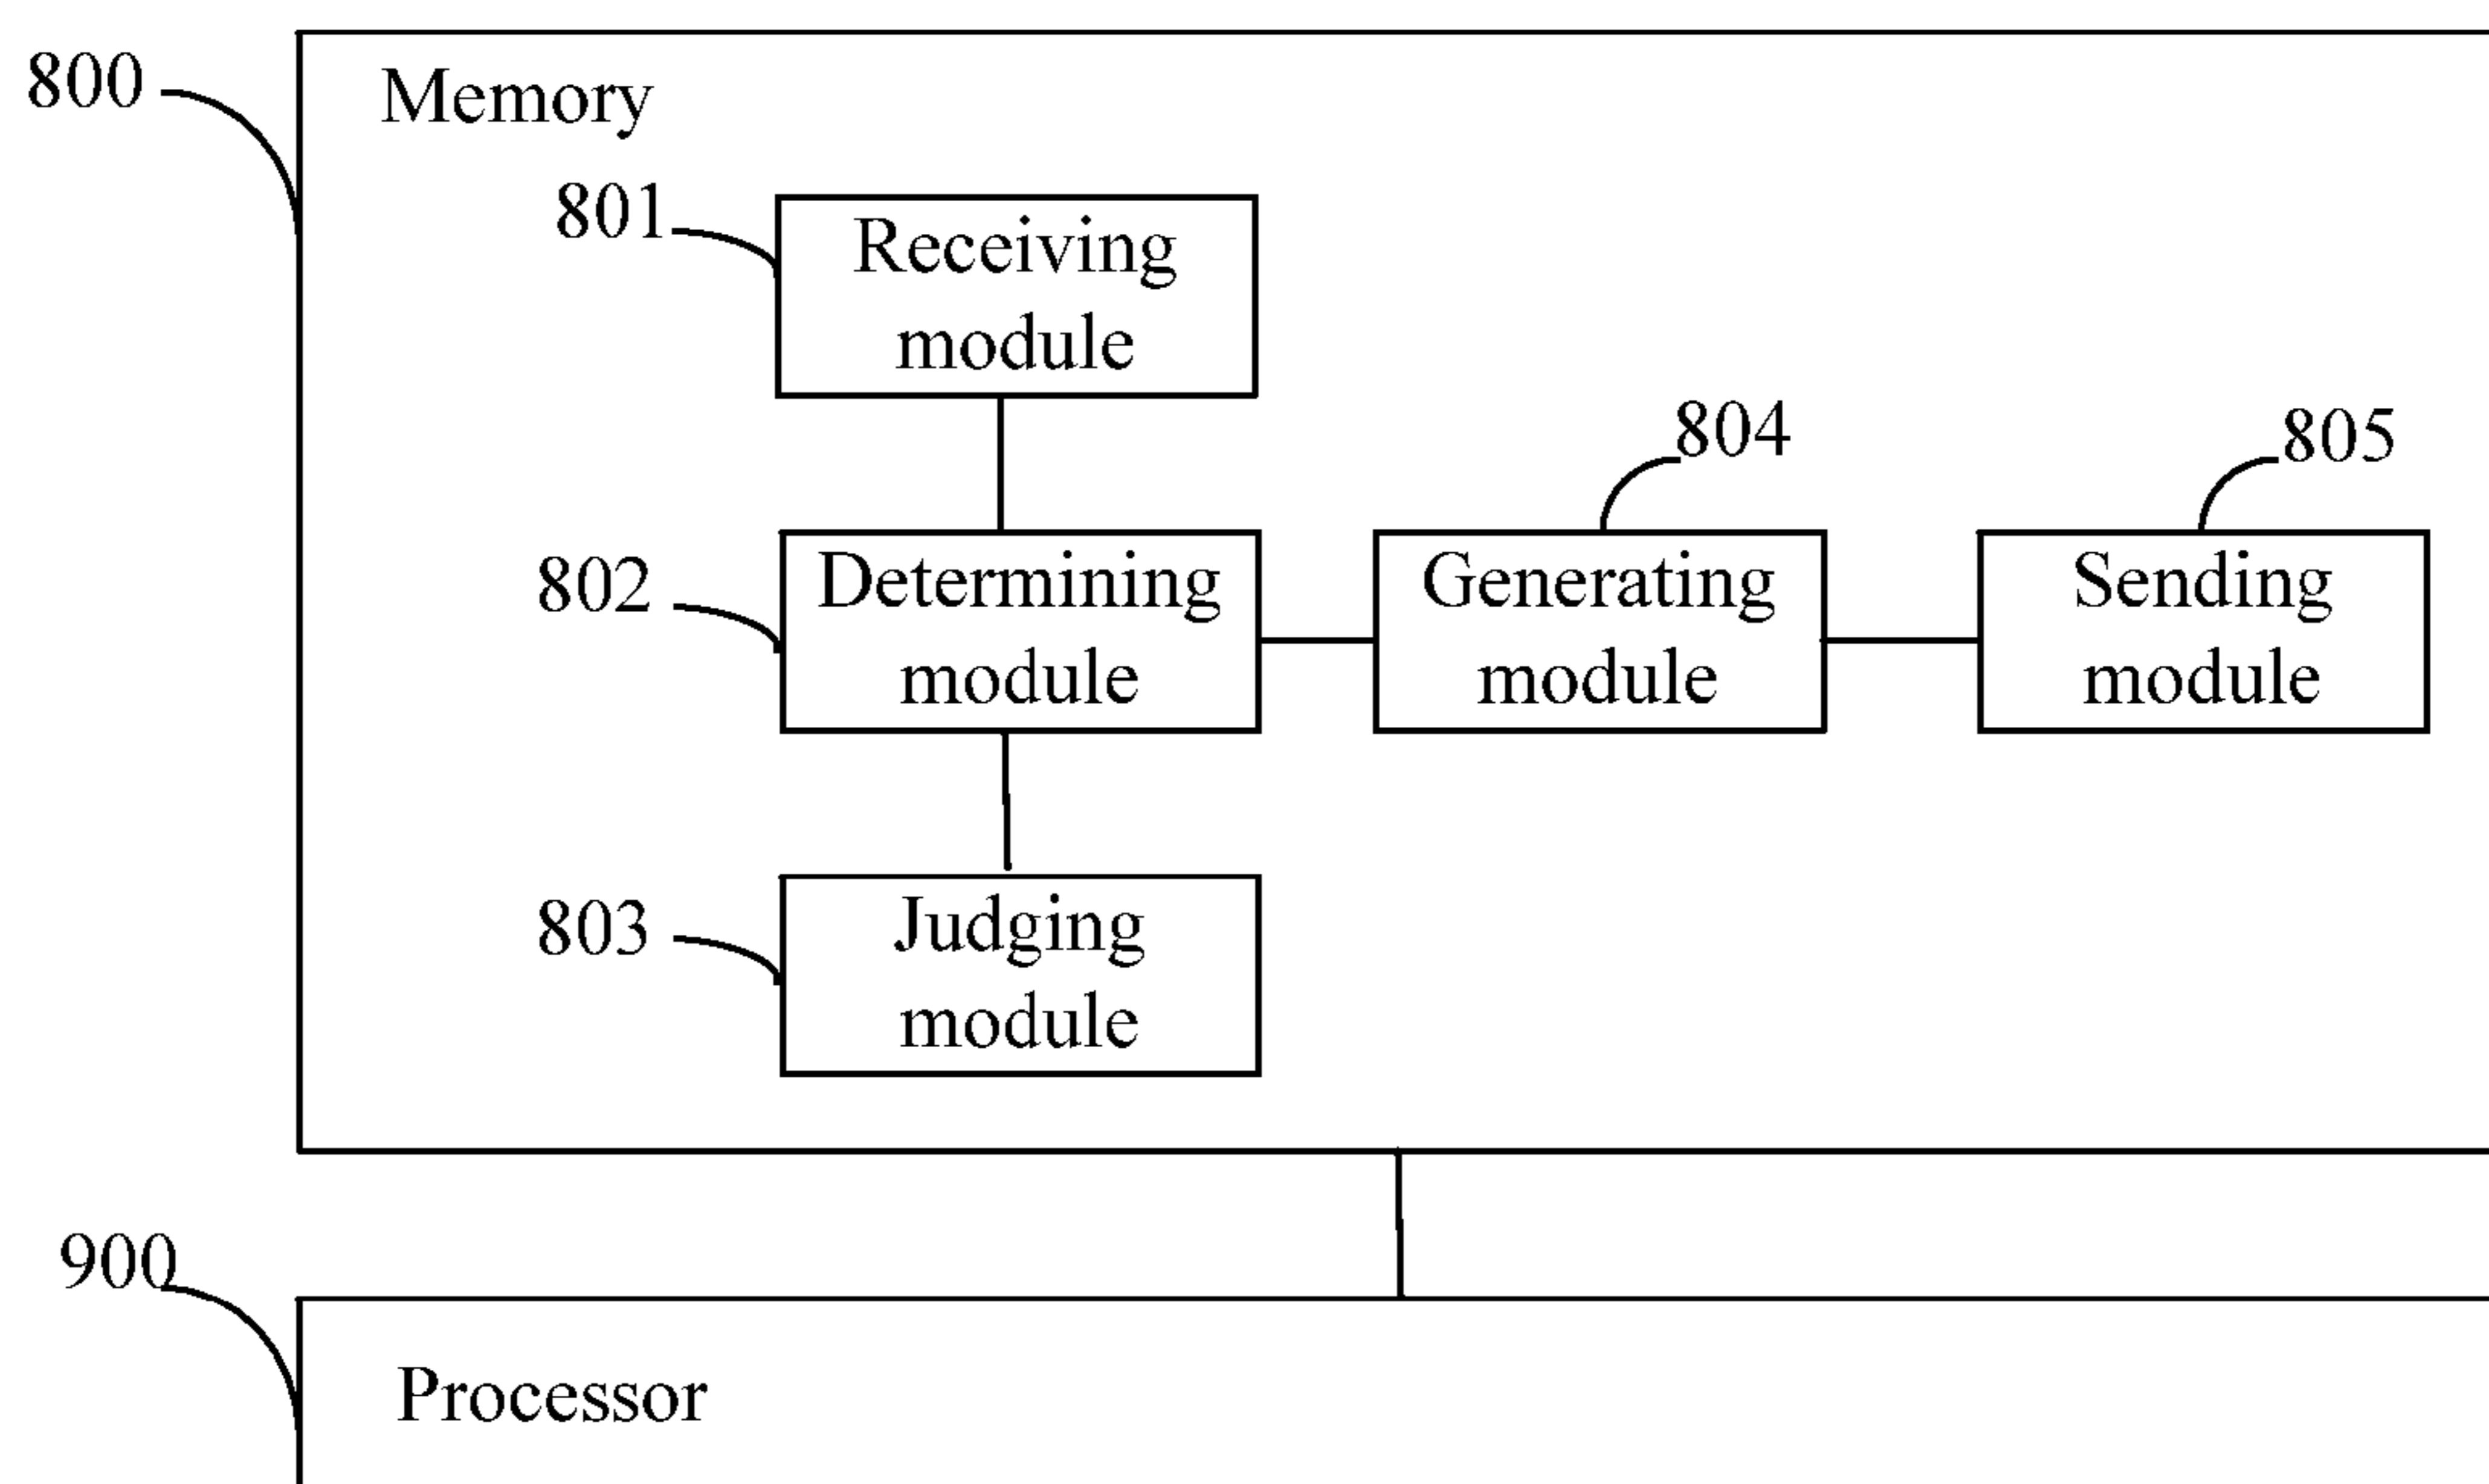 800
Memory
801
Receiving
module
804
805
802
Determining
module
Generating
module
Sending
module
803
Judging
module
900
Processor